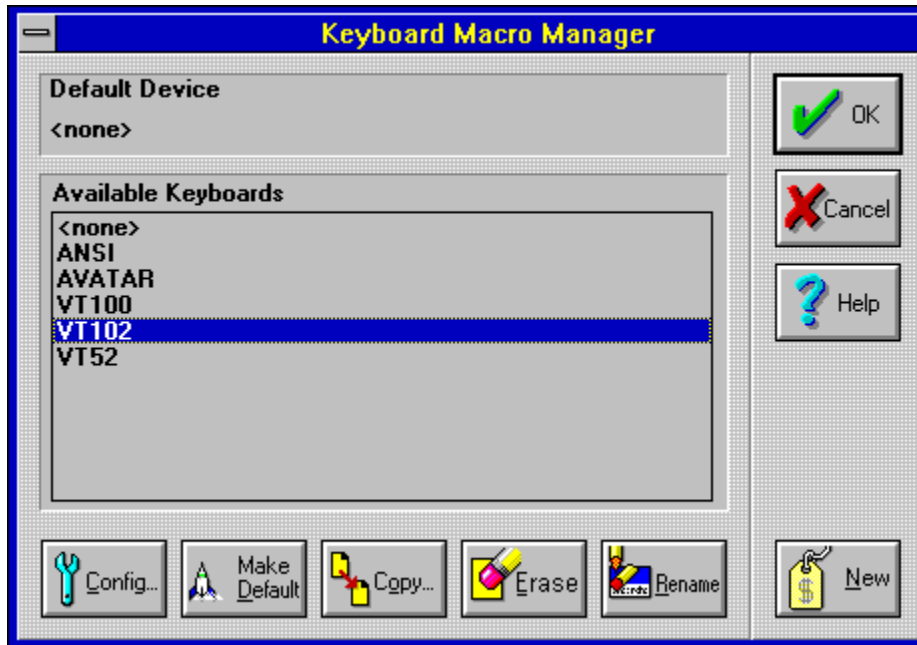 Keyboard Macro Manager
Default Device
<none>
OK
Available Keyboards
<none>
ANSI
AVATAR
VT100
VT102
VT52
Cancel
Help
Config...
Make
Default
Copy...
Erase
Rename
$
New